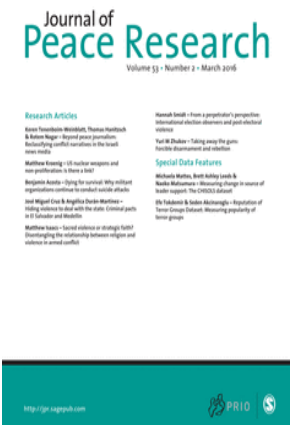 Journal of
Peace Research
Volume 53 • Number 2 • March 2016
Research Articles
Keren Tenenboim-Weinblatt, Thomas Hanitzsch
& Rotem Nagar – Beyond peace journalism:
Reclassifying conflict narratives in the Israeli
news media
Matthew Kroenig – US nuclear weapons and
non-proliferation: Is there a link?
Benjamin Acosta – Dying for survival: Why militant
organizations continue to conduct suicide attacks
José Miguel Cruz & Angélica Durán-Martínez –
Hiding violence to deal with the state: Criminal pacts
in El Salvador and Medellin
Matthew Isaacs – Sacred violence or strategic faith?
Disentangling the relationship between religion and
violence in armed conflict
Hannah Smidt – From a perpetrator's perspective:
International election observers and post-electoral
violence
Yuri M Zhukov – Taking away the guns:
Forcible disarmament and rebellion
Special Data Features
Michaela Mattes, Brett Ashley Leeds &
Naoko Matsumura – Measuring change in source of
leader support: The CHISOLS dataset
Efe Tokdemir & Seden Akcinaroglu – Reputation of
Terror Groups Dataset: Measuring popularity of
terror groups
http://jpr.sagepub.com
PRIO
S